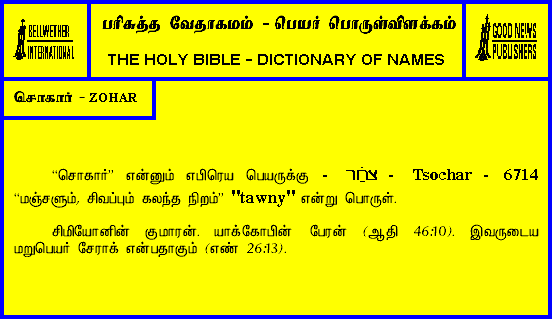 BELLWETHER
INTERNATIONAL
பரிசுத்த வேதாகமம் - பெயர் பொருள்விளக்கம்
THE HOLY BIBLE - DICTIONARY OF NAMES
GOOD NEWS
PUBLISHERS
சொகார் - ZOHAR
“சொகார்” என்னும் எபிரெய பெயருக்கு - צֹחַר - Tsochar - 6714
“மஞ்சளும், சிவப்பும் கலந்த நிறம்” "tawny" என்று பொருள்.
சிமியோனின் குமாரன். யாக்கோபின் பேரன் (ஆதி 46:10). இவருடைய
மறுபெயர் சேராக் என்பதாகும் (எண் 26:13).